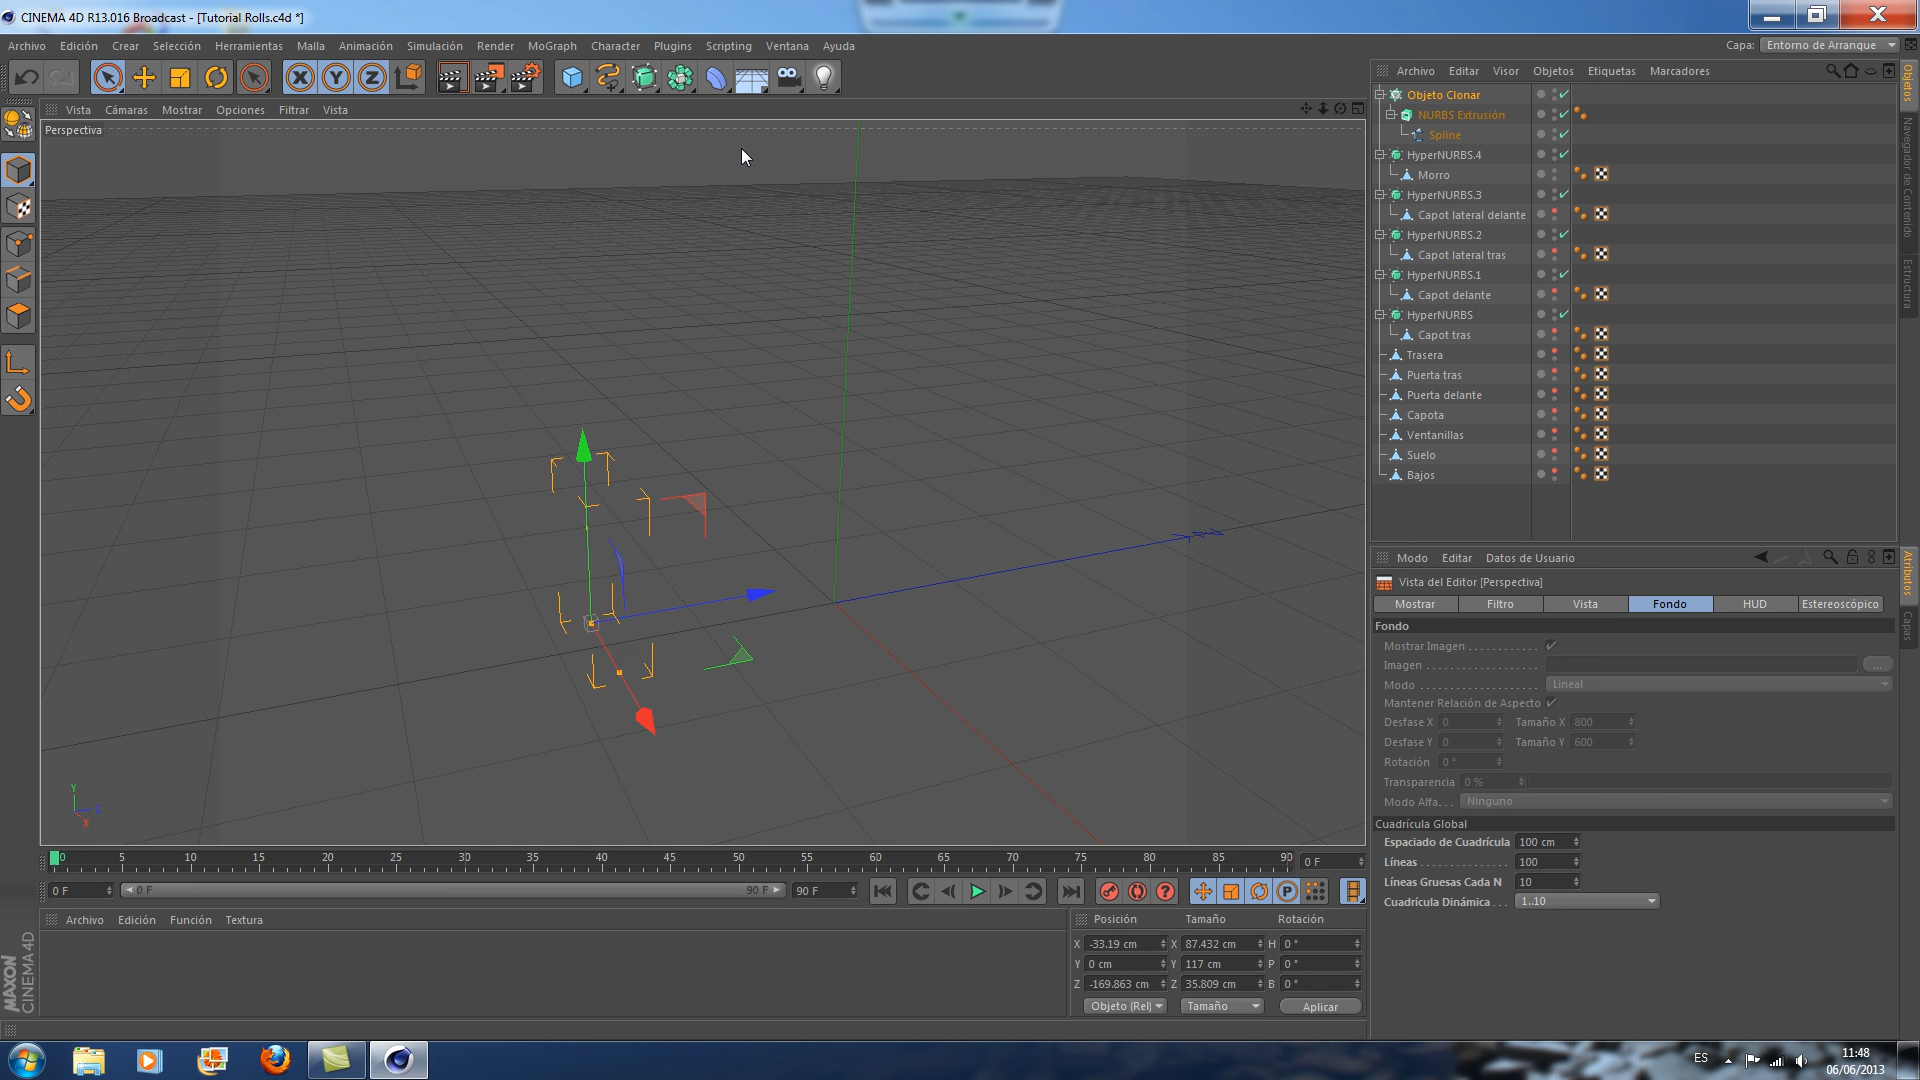 CINEMA 4D R13.016 Broadcast - [Tutorial Rolls.c4d *]
Archivo Edición Crear Selección Herramientas Malla Animación Simulación Render MoGraph Character Plugins Scripting Ventana Ayuda
Capa: Entorno de Arranque
X Y Z
Archivo Editar Visor Objetos Etiquetas Marcadores
Vista Cámaras Mostrar Opciones Filtrar Vista
Perspectiva
Objeto Clonar
NURBS Extrusión
Spline
HyperNURBS.4
Morro
HyperNURBS.3
Capot lateral delante
HyperNURBS.2
Capot lateral tras
HyperNURBS.1
Capot delante
HyperNURBS
Capot tras
Trasera
Puerta tras
Puerta delante
Capota
Ventanillas
Suelo
Bajos
Objetos
Navegador de Contenido
Estructura
Modo Editar Datos de Usuario
Vista del Editor [Perspectiva]
Mostrar Filtro Vista Fondo HUD Estereoscópico
Fondo
Mostrar Imagen
Imagen ...
Modo Lineal
Mantener Relación de Aspecto
Desfase X 0 Tamaño X 800
Desfase Y 0 Tamaño Y 600
Rotación 0 °
Transparencia 0 %
Modo Alfa... Ninguno
Cuadrícula Global
Espaciado de Cuadrícula 100 cm
Líneas 100
Líneas Gruesas Cada N 10
Cuadrícula Dinámica 1..10
Atributos
Capas
Y
Z
X
0 5 10 15 20 25 30 35 40 45 50 55 60 65 70 75 80 85 90 0 F
0 F 0 F 90 F 90 F
P
Archivo Edición Función Textura
Posición Tamaño Rotación
X -33.19 cm X 87.432 cm H 0 °
Y 0 cm Y 117 cm P 0 °
Z -169.863 cm Z 35.809 cm B 0 °
Objeto (Rel) Tamaño Aplicar
MAXON
CINEMA 4D
ES
11:48
06/06/2013